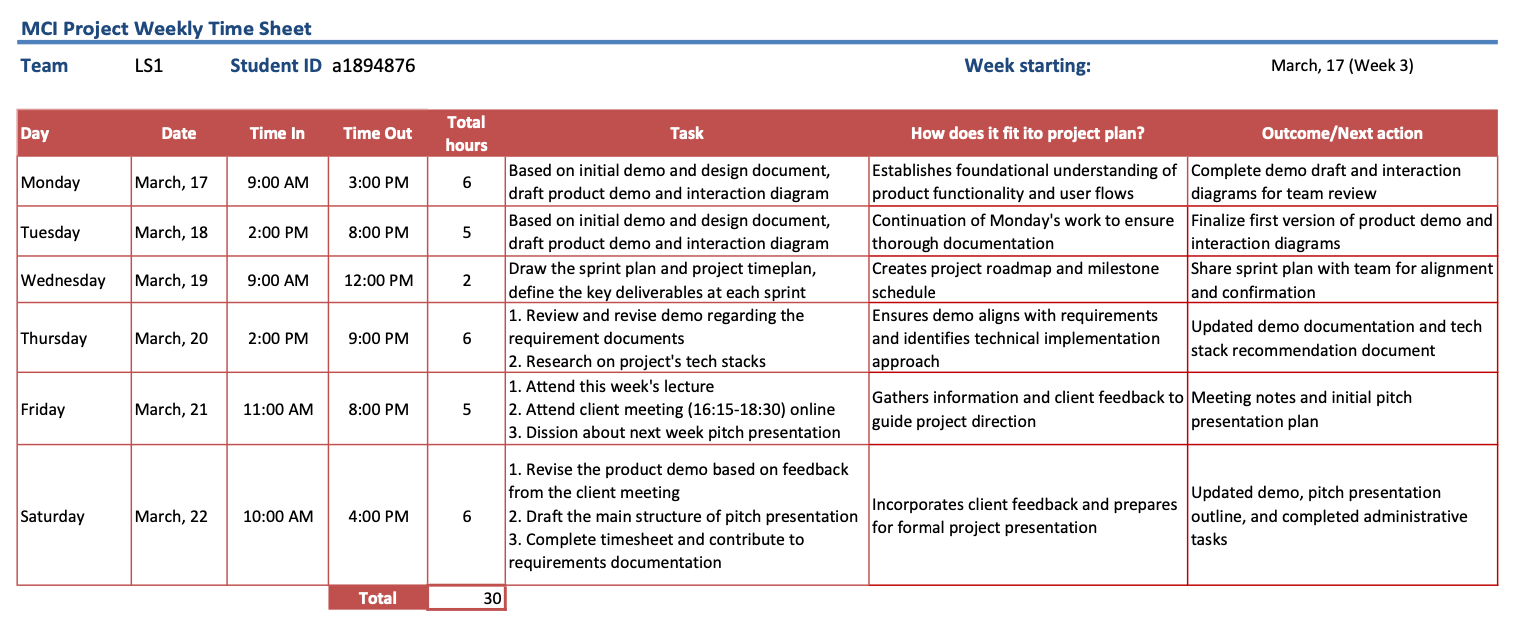 MCI Project Weekly Time Sheet
Team LS1 Student ID a1894876 Week starting: March, 17 (Week 3)
Day Date Time In Time Out Total hours Task How does it fit ito project plan? Outcome/Next action
Monday March, 17 9:00 AM 3:00 PM 6
Based on initial demo and design document,
draft product demo and interaction diagram
Establishes foundational understanding of
product functionality and user flows
Complete demo draft and interaction
diagrams for team review
Tuesday March, 18 2:00 PM 8:00 PM 5
Based on initial demo and design document,
draft product demo and interaction diagram
Continuation of Monday's work to ensure
thorough documentation
Finalize first version of product demo and
interaction diagrams
Wednesday March, 19 9:00 AM 12:00 PM 2
Draw the sprint plan and project timeplan,
define the key deliverables at each sprint
Creates project roadmap and milestone
schedule
Share sprint plan with team for alignment
and confirmation
Thursday March, 20 2:00 PM 9:00 PM 6
1. Review and revise demo regarding the
requirement documents
2. Research on project's tech stacks
Ensures demo aligns with requirements
and identifies technical implementation
approach
Updated demo documentation and tech
stack recommendation document
Friday March, 21 11:00 AM 8:00 PM 5
1. Attend this week's lecture
2. Attend client meeting (16:15-18:30) online
3. Dission about next week pitch presentation
Gathers information and client feedback to
guide project direction
Meeting notes and initial pitch
presentation plan
Saturday March, 22 10:00 AM 4:00 PM 6
1. Revise the product demo based on feedback
from the client meeting
2. Draft the main structure of pitch presentation
3. Complete timesheet and contribute to
requirements documentation
Incorporates client feedback and prepares
for formal project presentation
Updated demo, pitch presentation
outline, and completed administrative
tasks
Total 30